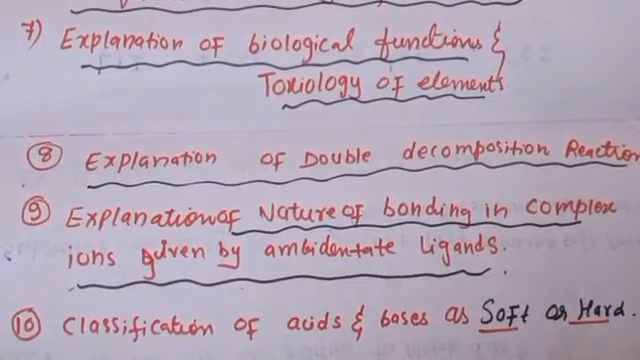 7) Explanation of biological functions &
Toxiology of elements
⑧ Explanation of Double decomposition Reaction
⑨ Explanation of Nature of bonding in complex
ions given by ambidentate ligands.
⑩ Classification of acids & bases as Soft or Hard.